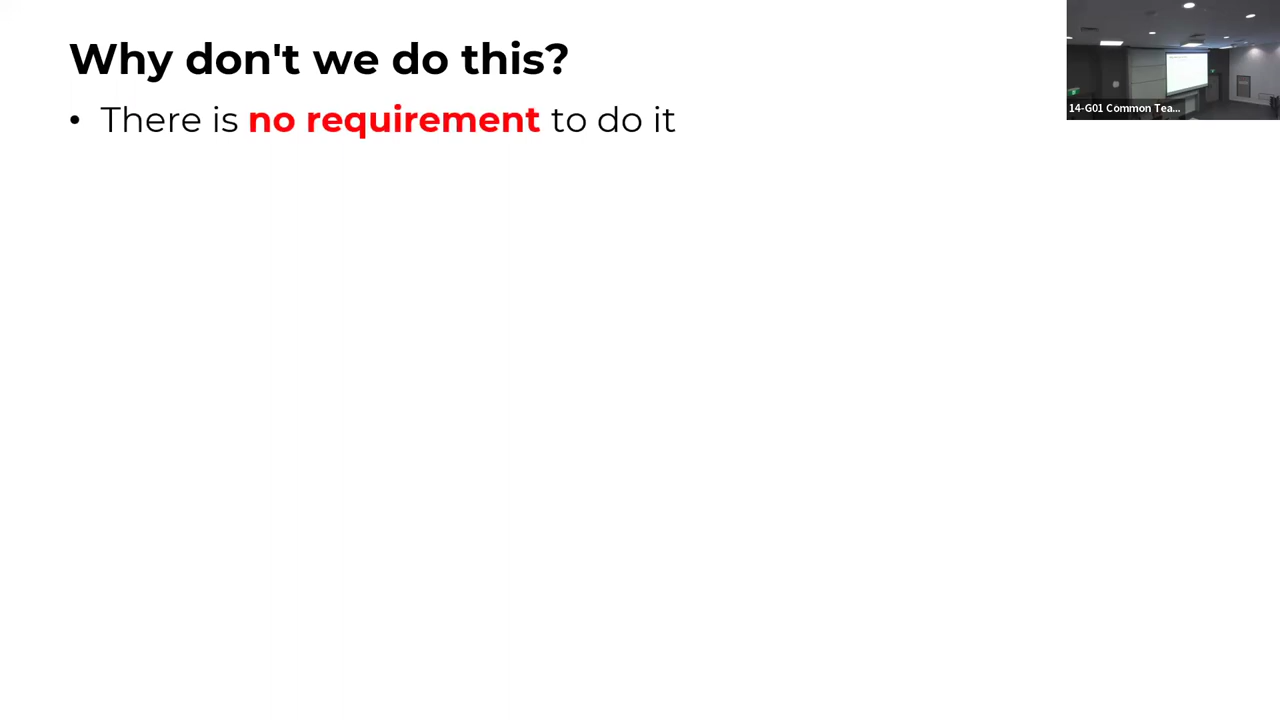 Why don't we do this?
• There is no requirement to do it
14-G01 Common Tea...